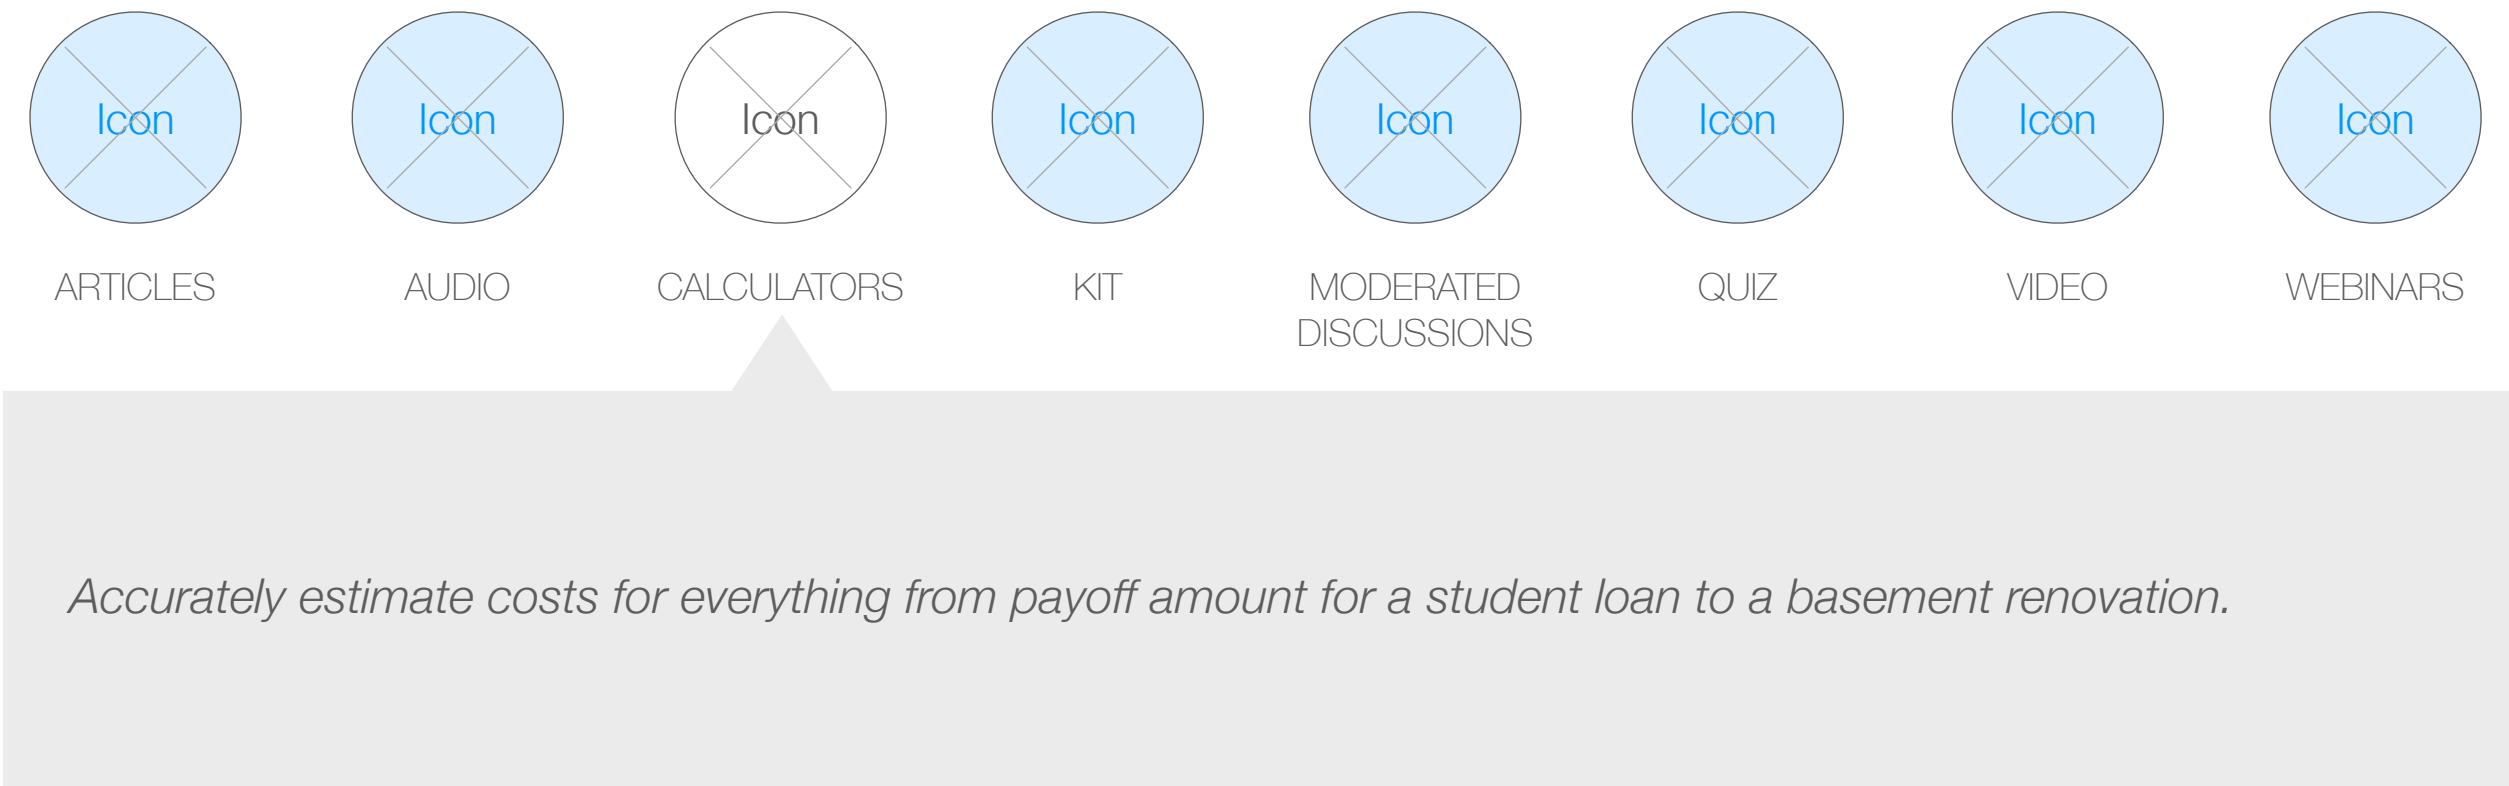 Icon Icon Icon Icon Icon Icon Icon Icon
ARTICLES AUDIO CALCULATORS KIT MODERATED QUIZ VIDEO WEBINARS
DISCUSSIONS
Accurately estimate costs for everything from payoff amount for a student loan to a basement renovation.